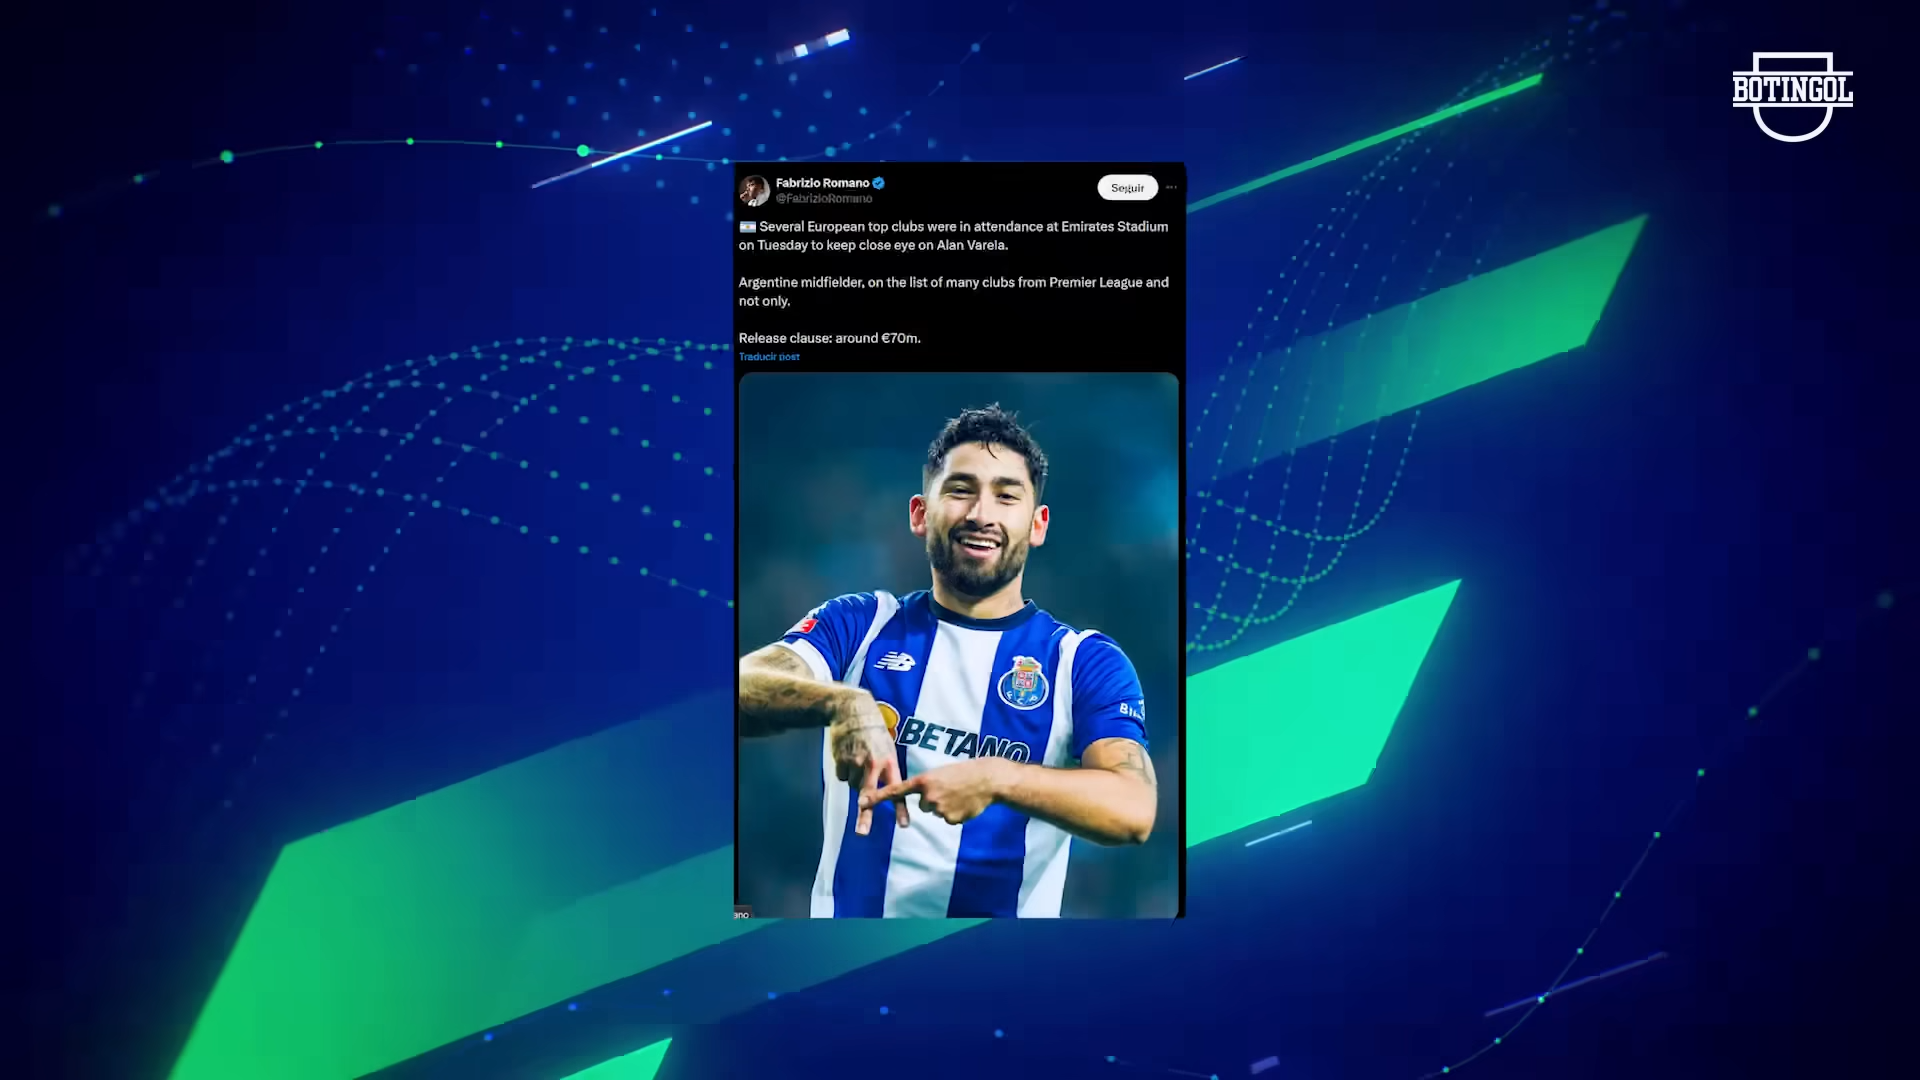 BOTINGOL
Fabrizio Romano
@FabrizioRomano
Seguir
Several European top clubs were in attendance at Emirates Stadium
on Tuesday to keep close eye on Alan Varela.
Argentine midfielder, on the list of many clubs from Premier League and
not only.
Release clause: around €70m.
Traducir post
BETANO
ano